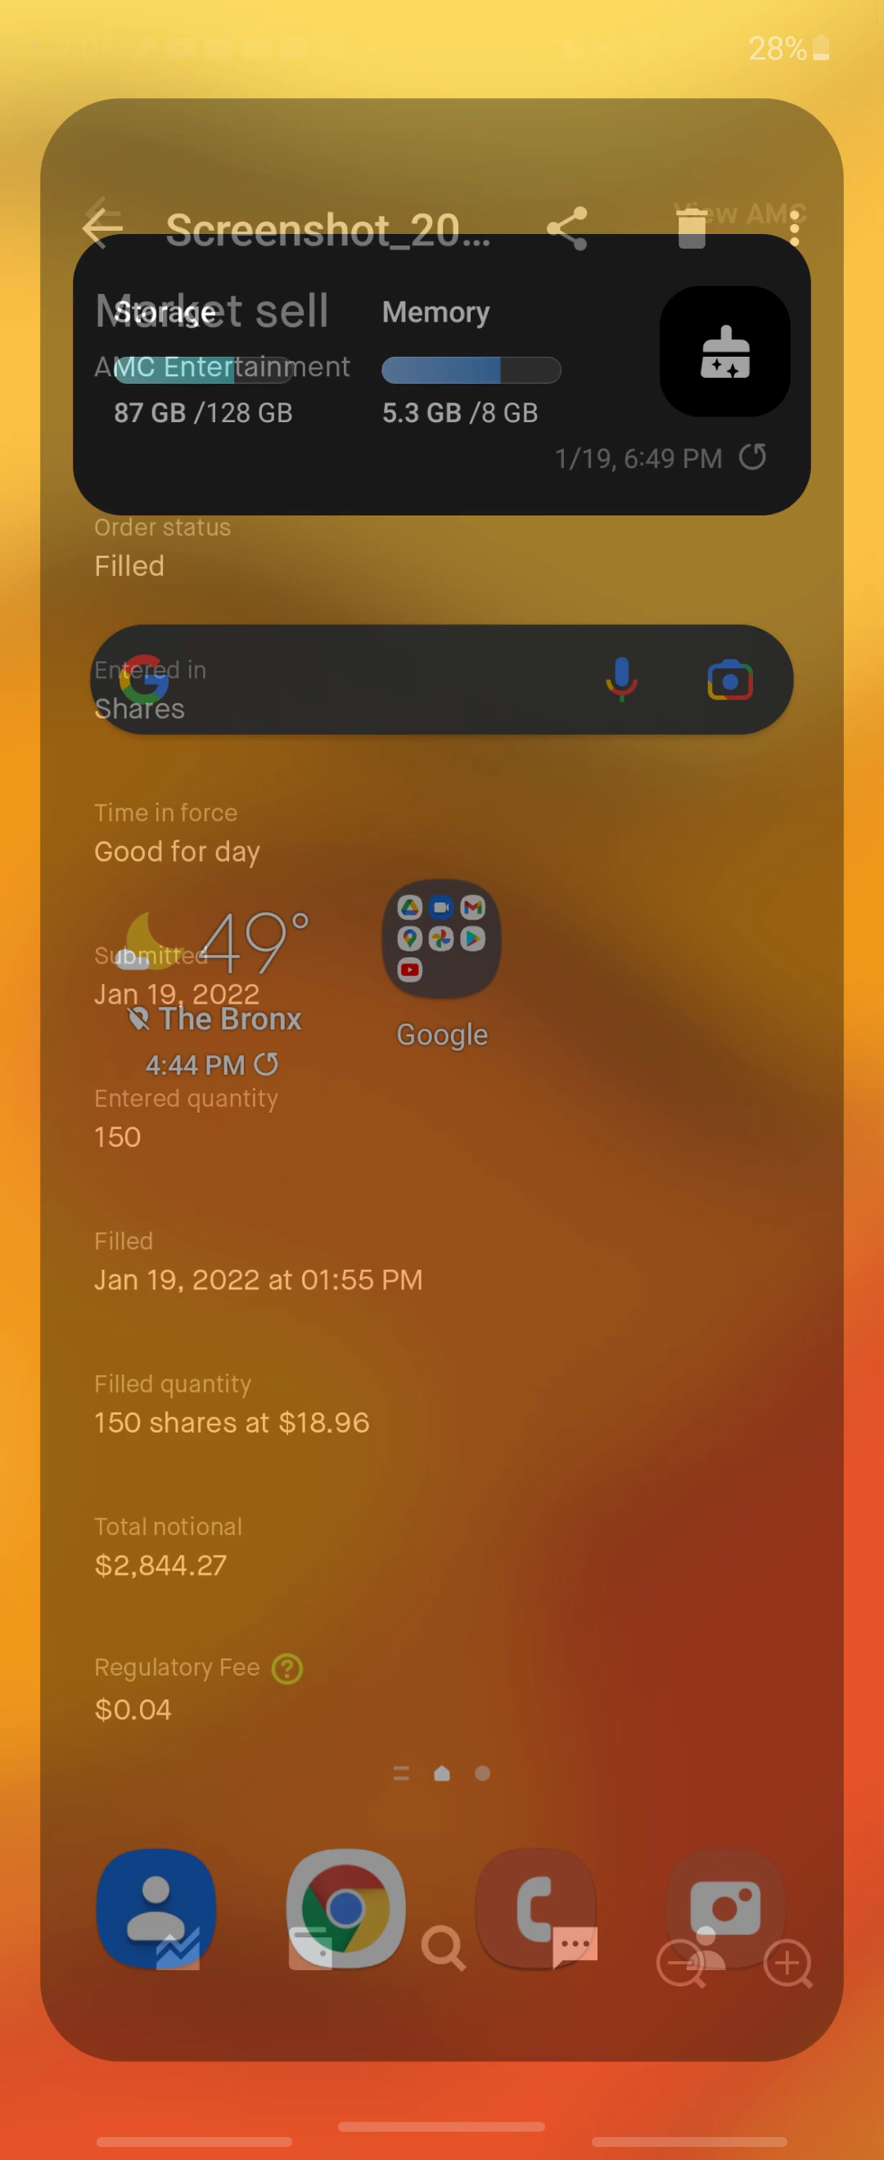 28%
View AMC
Screenshot_20...
Market sell
Storage
Memory
AMC Entertainment
87 GB /128 GB
5.3 GB /8 GB
1/19, 6:49 PM
Order status
Filled
Entered in
Shares
Time in force
Good for day
49°
Submitted
Jan 19, 2022
The Bronx
Google
4:44 PM
Entered quantity
150
Filled
Jan 19, 2022 at 01:55 PM
Filled quantity
150 shares at $18.96
Total notional
$2,844.27
Regulatory Fee ?
$0.04